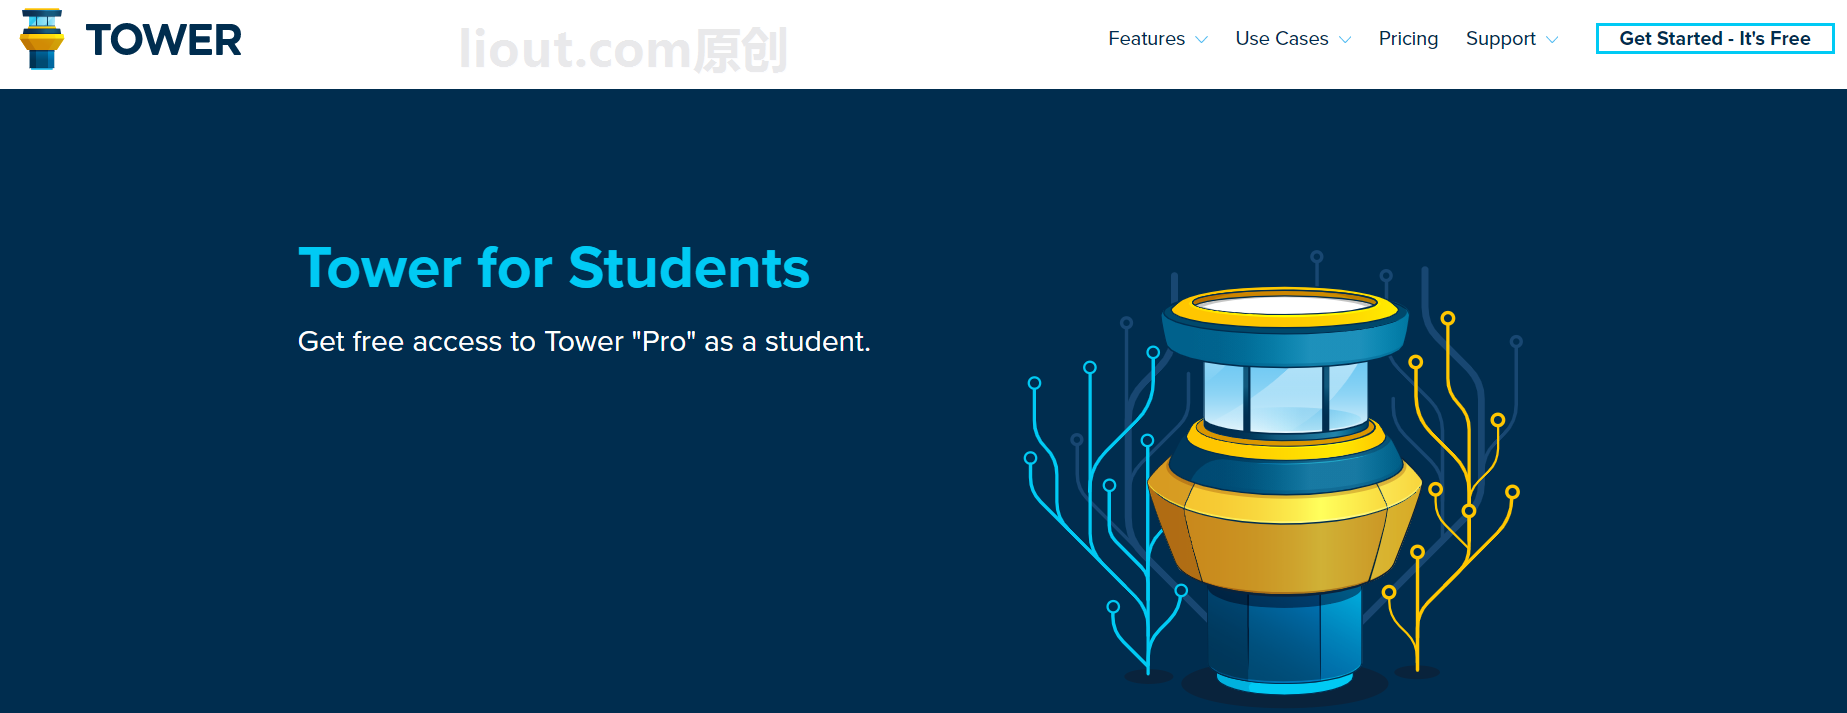 TOWER
liout.com原创
Features
Use Cases
Pricing
Support
Get Started - It's Free
Tower for Students
Get free access to Tower "Pro" as a student.